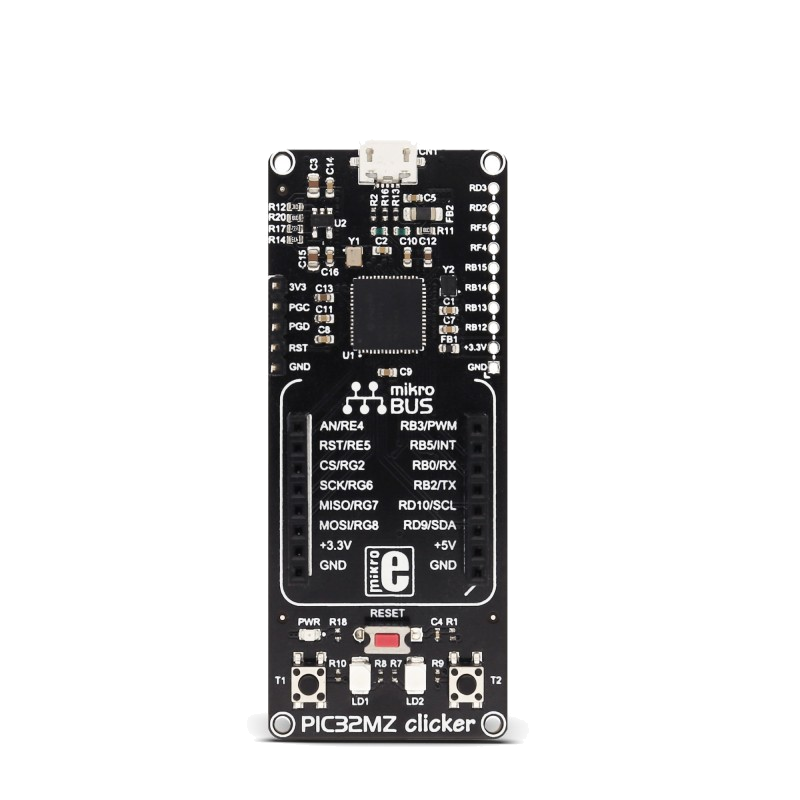 CN1
C3
C14
R2
R16
R13
C5
FB2
R12
R20
R17
R14
U2
Y1
C2
C10
C12
R11
C15
C16
RD3
RD2
RF5
RF4
RB15
RB14
RB13
RB12
+3.3V
GND
3V3
PGC
PGD
RST
GND
C13
C11
C8
U1
Y2
C1
C7
FB1
C9
mikro
BUS
AN/RE4
RST/RE5
CS/RG2
SCK/RG6
MISO/RG7
MOSI/RG8
+3.3V
GND
RB3/PWM
RB5/INT
RB0/RX
RB2/TX
RD10/SCL
RD9/SDA
+5V
GND
mikro
e
RESET
PWR
R18
C4
R1
T1
R10
R8
R7
R9
T2
LD1
LD2
PIC32MZ clicker